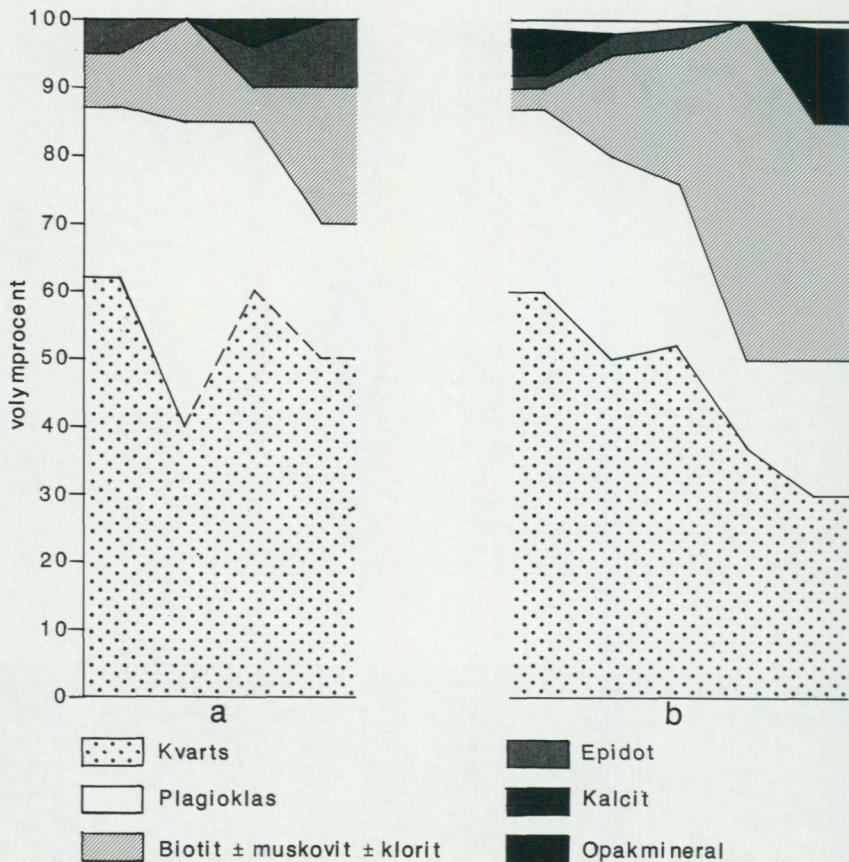 100
90
80
70
60
50
40
30
20
10
0
volymprocent
a
b
Kvarts
Plagioklas
Biotit ± muskovit ± klorit
Epidot
Kalcit
Opakmineral